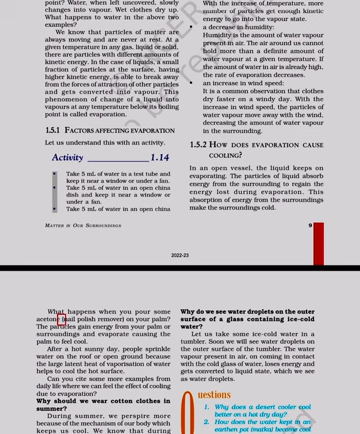 point? Water, when left uncovered, slowly
changes into vapour. Wet clothes dry up.
What happens to water in the above two
examples?
We know that particles of matter are
always moving and are never at rest. At a
given temperature in any gas, liquid or solid,
there are particles with different amounts of
kinetic energy. In the case of liquids, a small
fraction of particles at the surface, having
higher kinetic energy, is able to break away
from the forces of attraction of other particles
and gets converted into vapour. This
phenomenon of change of a liquid into
vapours at any temperature below its boiling
point is called evaporation.
1.5.1 FACTORS AFFECTING EVAPORATION
Let us understand this with an activity.
Activity 1.14
• Take 5 mL of water in a test tube and
keep it near a window or under a fan.
• Take 5 mL of water in an open china
dish and keep it near a window or
under a fan.
• Take 5 mL of water in an open china
With the increase of temperature, more
number of particles get enough kinetic
energy to go into the vapour state.
• a decrease in humidity:
Humidity is the amount of water vapour
present in air. The air around us cannot
hold more than a definite amount of
water vapour at a given temperature. If
the amount of water in air is already high,
the rate of evaporation decreases.
• an increase in wind speed:
It is a common observation that clothes
dry faster on a windy day. With the
increase in wind speed, the particles of
water vapour move away with the wind,
decreasing the amount of water vapour
in the surrounding.
1.5.2 HOW DOES EVAPORATION CAUSE
COOLING?
In an open vessel, the liquid keeps on
evaporating. The particles of liquid absorb
energy from the surrounding to regain the
energy lost during evaporation. This
absorption of energy from the surroundings
make the surroundings cold.
MATTER IN OUR SURROUNDINGS
9
2022-23
What happens when you pour some
acetone (nail polish remover) on your palm?
The particles gain energy from your palm or
surroundings and evaporate causing the
palm to feel cool.
After a hot sunny day, people sprinkle
water on the roof or open ground because
the large latent heat of vaporisation of water
helps to cool the hot surface.
Can you cite some more examples from
daily life where we can feel the effect of cooling
due to evaporation?
Why should we wear cotton clothes in
summer?
During summer, we perspire more
because of the mechanism of our body which
keeps us cool. We know that during
Why do we see water droplets on the outer
surface of a glass containing ice-cold
water?
Let us take some ice-cold water in a
tumbler. Soon we will see water droplets on
the outer surface of the tumbler. The water
vapour present in air, on coming in contact
with the cold glass of water, loses energy and
gets converted to liquid state, which we see
as water droplets.
Questions
1. Why does a desert cooler cool
better on a hot dry day?
2. How does the water kept in an
earthen pot (matka) become cool